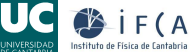 UC
UNIVERSIDAD
DE CANTABRIA
iFCA
Instituto de Física de Cantabria